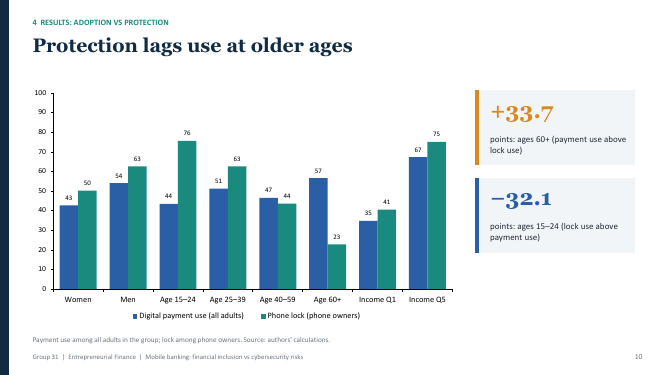 4 RESULTS: ADOPTION VS PROTECTION
Protection lags use at older ages
100
90
80
70
60
50
40
30
20
10
0
43
50
54
63
44
76
51
63
47
44
57
23
35
41
67
75
Women
Men
Age 15–24
Age 25–39
Age 40–59
Age 60+
Income Q1
Income Q5
Digital payment use (all adults)
Phone lock (phone owners)
+33.7
points: ages 60+ (payment use above
lock use)
−32.1
points: ages 15–24 (lock use above
payment use)
Payment use among all adults in the group; lock among phone owners. Source: authors' calculations.
Group 31 | Entrepreneurial Finance | Mobile banking: financial inclusion vs cybersecurity risks
10